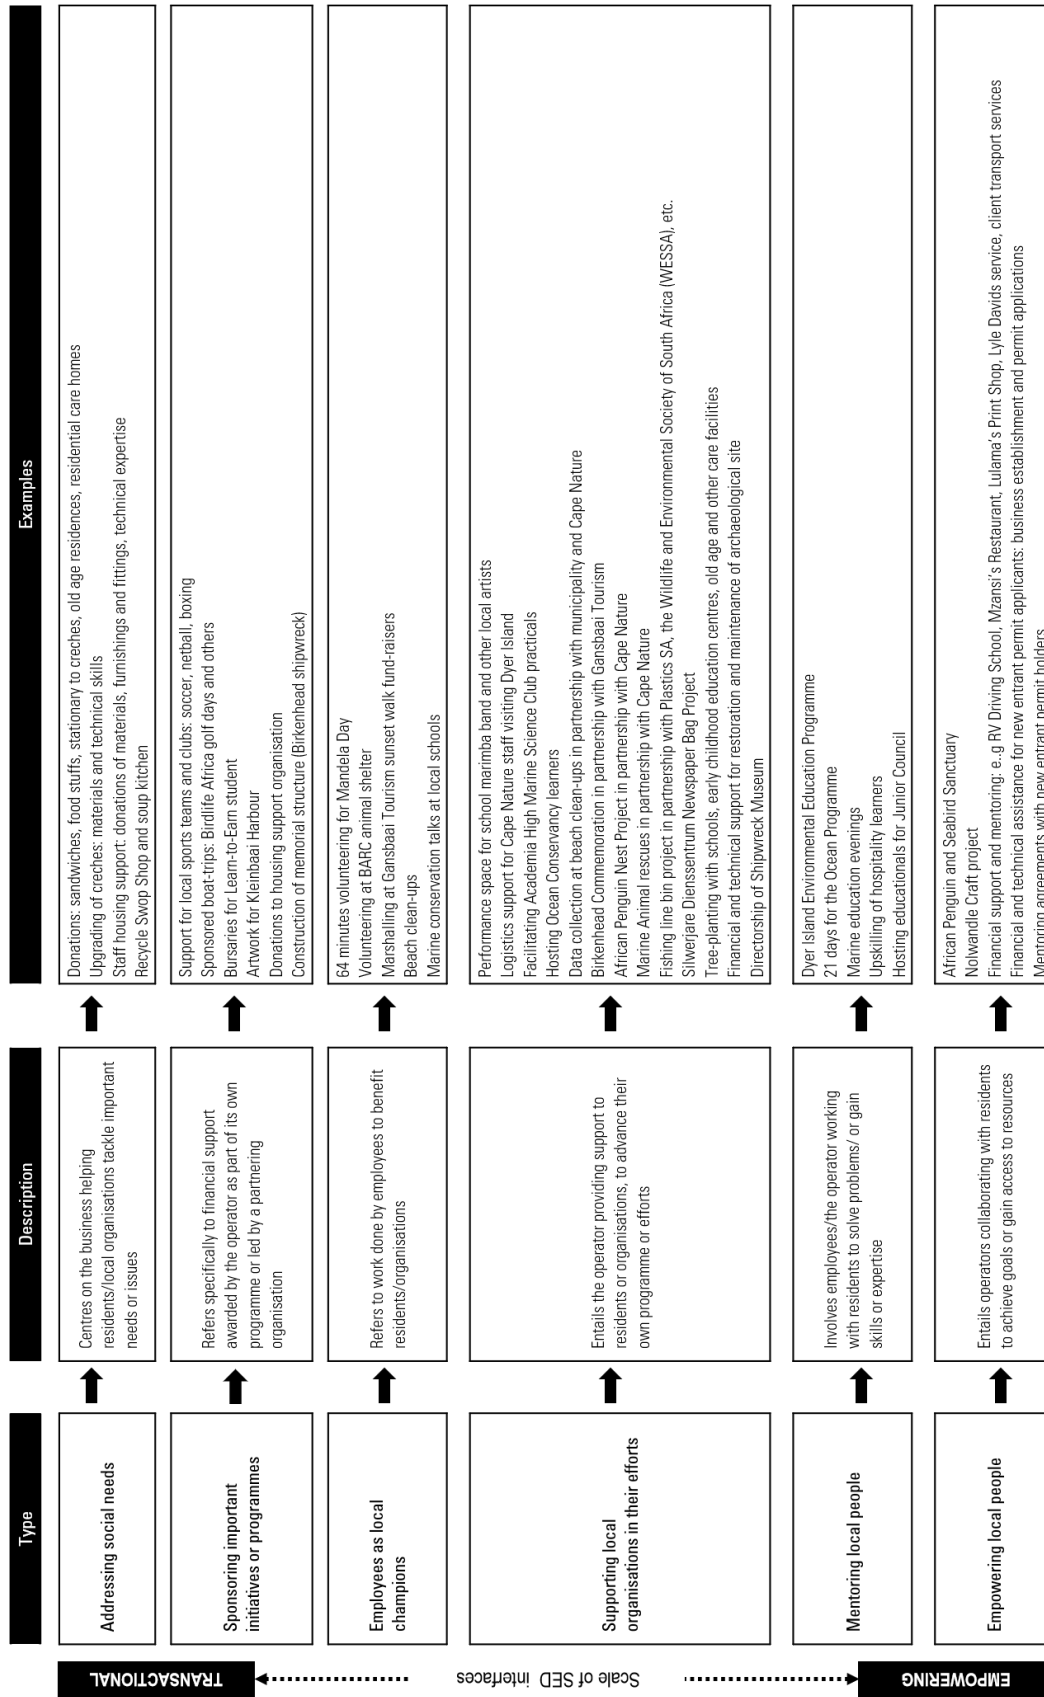 Type
Description
Examples
TRANSACTIONAL
Scale of SED interfaces
EMPOWERING
Addressing social needs
Centres on the business helping
residents/local organisations tackle important
needs or issues
Donations: sandwiches, food stuffs, stationary to creches, old age residences, residential care homes
Upgrading of creches: materials and technical skills
Staff housing support: donations of materials, furnishings and fittings, technical expertise
Recycle Swop Shop and soup kitchen
Sponsoring important
initiatives or programmes
Refers specifically to financial support
awarded by the operator as part of its own
programme or led by a partnering
organisation
Support for local sports teams and clubs: soccer, netball, boxing
Sponsored boat-trips: Birdlife Africa golf days and others
Bursaries for Learn-to-Earn student
Artwork for Kleinbaai Harbour
Donations to housing support organisation
Construction of memorial structure (Birkenhead shipwreck)
Employees as local
champions
Refers to work done by employees to benefit
residents/organisations
64 minutes volunteering for Mandela Day
Volunteering at BARC animal shelter
Marshalling at Gansbaai Tourism sunset walk fund-raisers
Beach clean-ups
Marine conservation talks at local schools
Supporting local
organisations in their efforts
Entails the operator providing support to
residents or organisations, to advance their
own programme or efforts
Performance space for school marimba band and other local artists
Logistics support for Cape Nature staff visiting Dyer Island
Facilitating Academia High Marine Science Club practicals
Hosting Ocean Conservancy learners
Data collection at beach clean-ups in partnership with municipality and Cape Nature
Birkenhead Commemoration in partnership with Gansbaai Tourism
African Penguin Nest Project in partnership with Cape Nature
Marine Animal rescues in partnership with Cape Nature
Fishing line bin project in partnership with Plastics SA, the Wildlife and Environmental Society of South Africa (WESSA), etc.
Silwerjare Dienssentrum Newspaper Bag Project
Tree-planting with schools, early childhood education centres, old age and other care facilities
Financial and technical support for restoration and maintenance of archaeological site
Directorship of Shipwreck Museum
Mentoring local people
Involves employees/the operator working
with residents to solve problems/ or gain
skills or expertise
Dyer Island Environmental Education Programme
21 days for the Ocean Programme
Marine education evenings
Upskilling of hospitality learners
Hosting educationals for Junior Council
Empowering local people
Entails operators collaborating with residents
to achieve goals or gain access to resources
African Penguin and Seabird Sanctuary
Nolwandle Craft project
Financial support and mentoring: e..g RV Driving School, Mzansi's Restaurant, Lulama's Print Shop, Lyle Davids service, client transport services
Financial and technical assistance for new entrant permit applicants: business establishment and permit applications
Mentoring agreements with new entrant permit holders